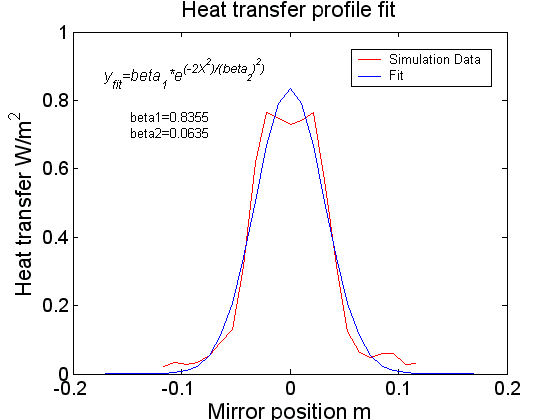 Heat transfer profile fit
y_fit=beta_1*e^(-2X^2)/(beta_2)^2)
beta1=0.8355
beta2=0.0635
Simulation Data
Fit
Heat transfer W/m^2
1
0.8
0.6
0.4
0.2
0
-0.2
-0.1
0
0.1
0.2
Mirror position m